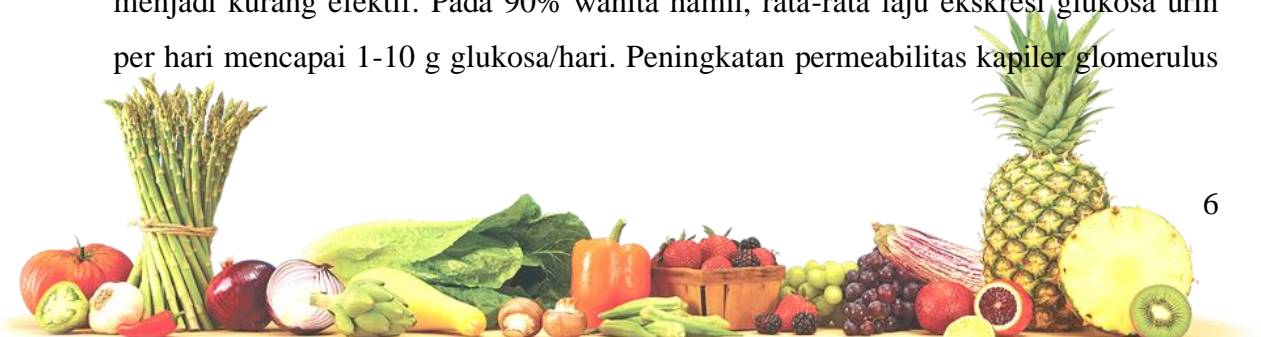 menjadi kurang efektif. Pada 90% wanita hamil, rata-rata laju ekskresi glukosa urin
per hari mencapai 1-10 g glukosa/hari. Peningkatan permeabilitas kapiler glomerulus
6